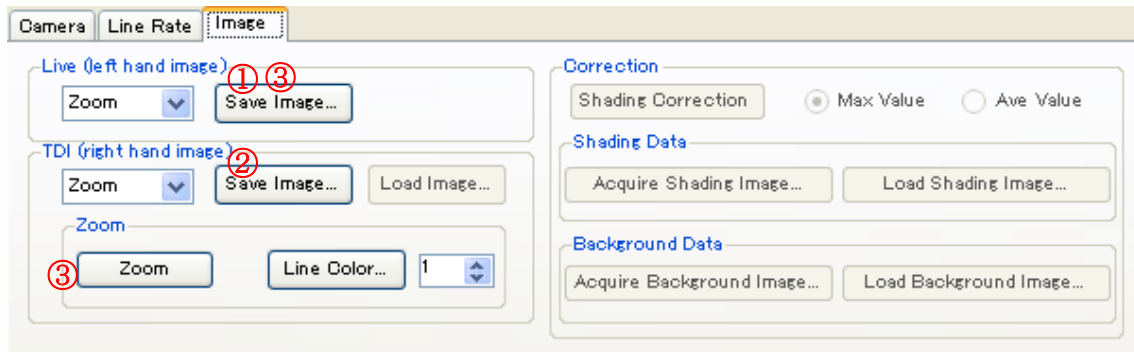 Camera Line Rate Image
Live (left hand image)
① ③
Zoom Save Image...
TDI (right hand image)
②
Zoom Save Image... Load Image...
Zoom
③ Zoom Line Color... 1
Correction
Shading Correction Max Value Ave Value
Shading Data
Acquire Shading Image... Load Shading Image...
Background Data
Acquire Background Image... Load Background Image...